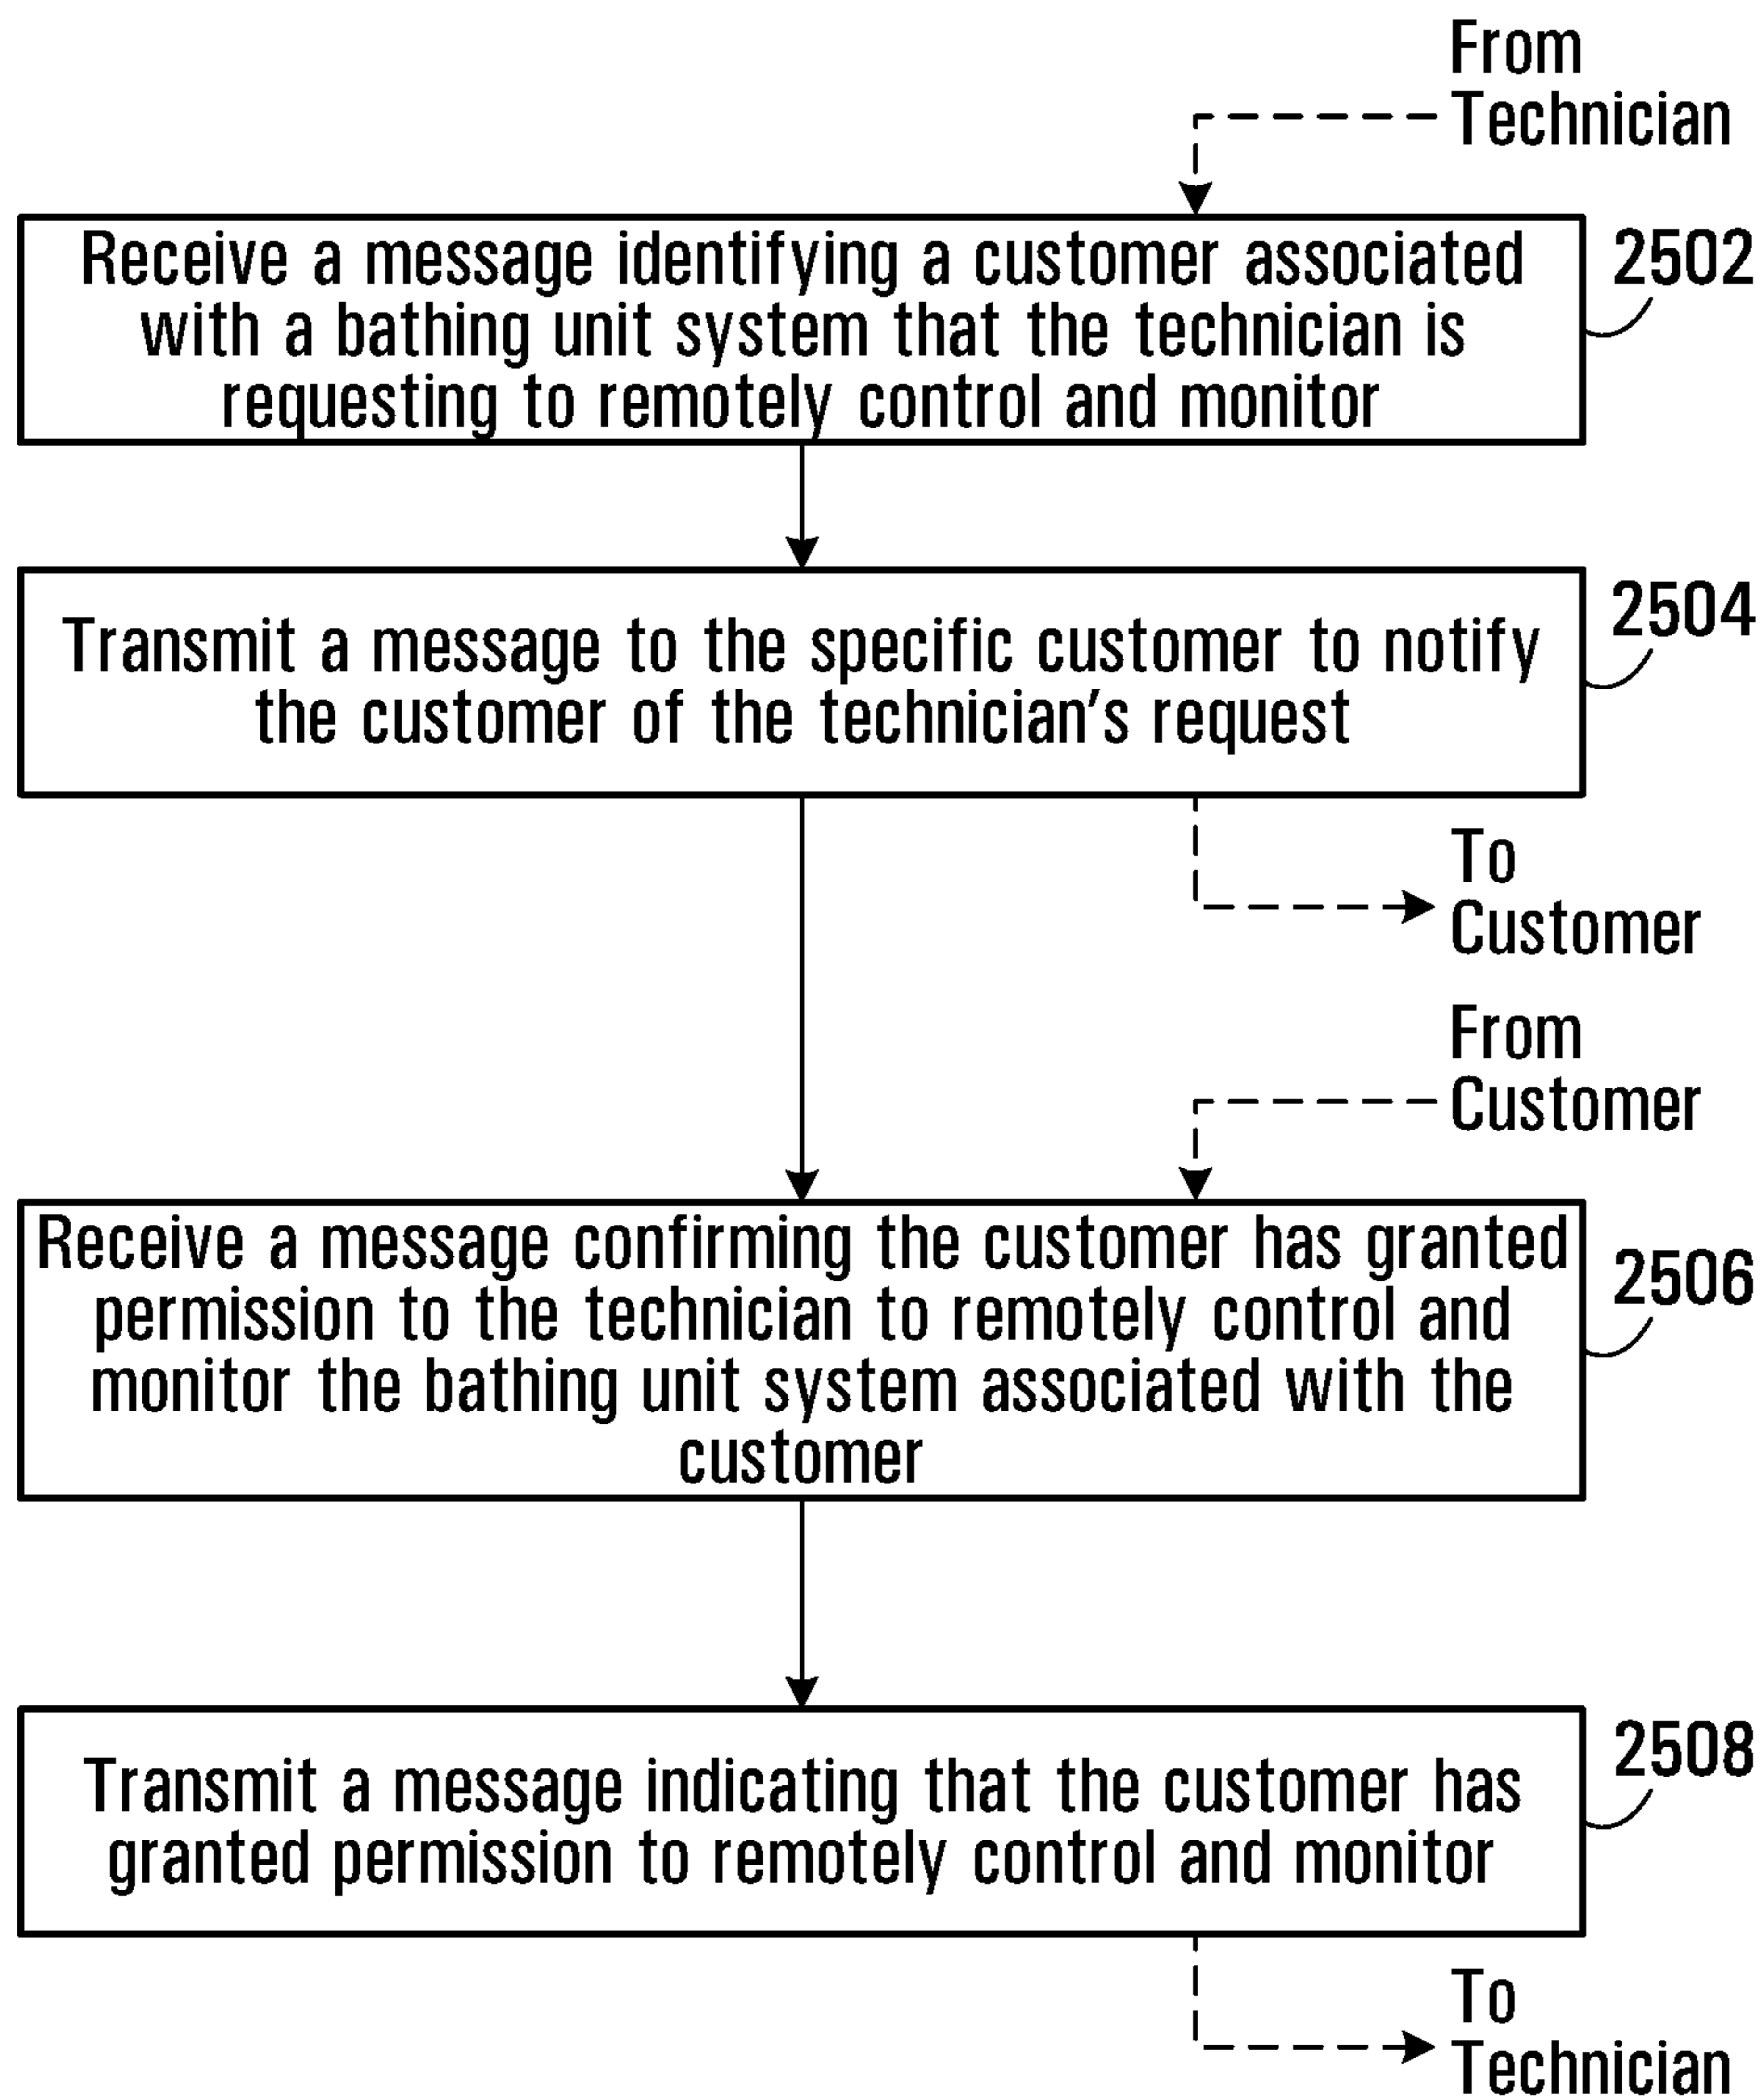 From
Technician
Receive a message identifying a customer associated
with a bathing unit system that the technician is
requesting to remotely control and monitor
2502
Transmit a message to the specific customer to notify
the customer of the technician’s request
2504
To
Customer
From
Customer
Receive a message confirming the customer has granted
permission to the technician to remotely control and
monitor the bathing unit system associated with the
customer
2506
Transmit a message indicating that the customer has
granted permission to remotely control and monitor
2508
To
Technician